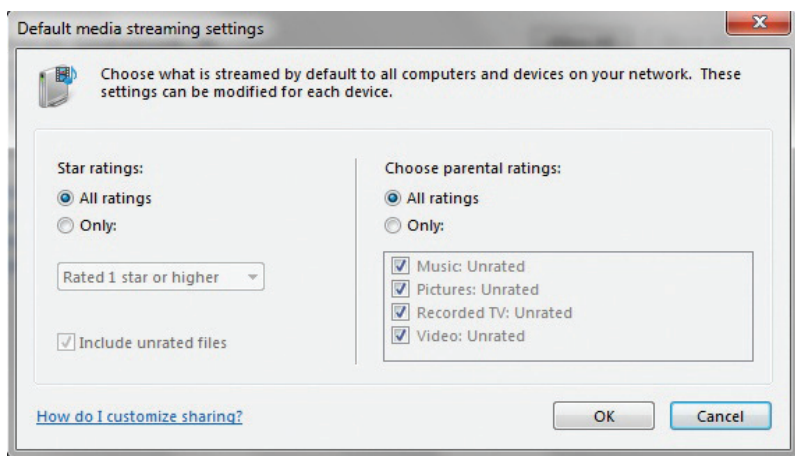 Default media streaming settings
Choose what is streamed by default to all computers and devices on your network. These
settings can be modified for each device.
Star ratings:
All ratings
Only:
Rated 1 star or higher
Include unrated files
Choose parental ratings:
All ratings
Only:
Music: Unrated
Pictures: Unrated
Recorded TV: Unrated
Video: Unrated
How do I customize sharing?
OK
Cancel